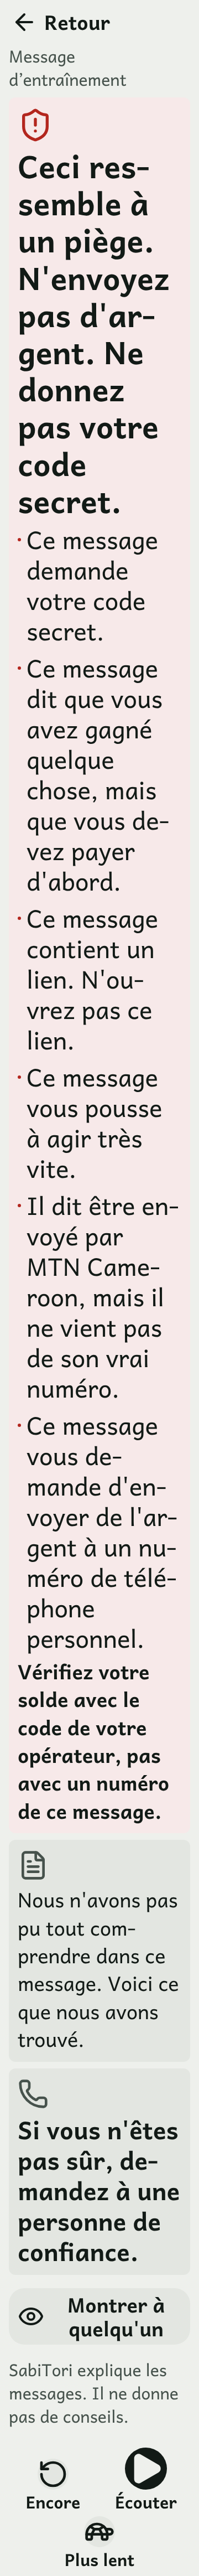 Retour
Message
d’entraînement
Ceci res-
semble à
un piège.
N'envoyez
pas d'ar-
gent. Ne
donnez
pas votre
code
secret.
Ce message
demande
votre code
secret.
Ce message
dit que vous
avez gagné
quelque
chose, mais
que vous de-
vez payer
d'abord.
Ce message
contient un
lien. N'ou-
vrez pas ce
lien.
Ce message
vous pousse
à agir très
vite.
Il dit être en-
voyé par
MTN Came-
roon, mais il
ne vient pas
de son vrai
numéro.
Ce message
vous de-
mande d'en-
voyer de l'ar-
gent à un nu-
méro de télé-
phone
personnel.
Vérifiez votre
solde avec le
code de votre
opérateur, pas
avec un numéro
de ce message.
Nous n'avons pas
pu tout com-
prendre dans ce
message. Voici ce
que nous avons
trouvé.
Si vous n'êtes
pas sûr, de-
mandez à une
personne de
confiance.
Montrer à
quelqu'un
SabiTori explique les
messages. Il ne donne
pas de conseils.
Encore
Écouter
Plus lent